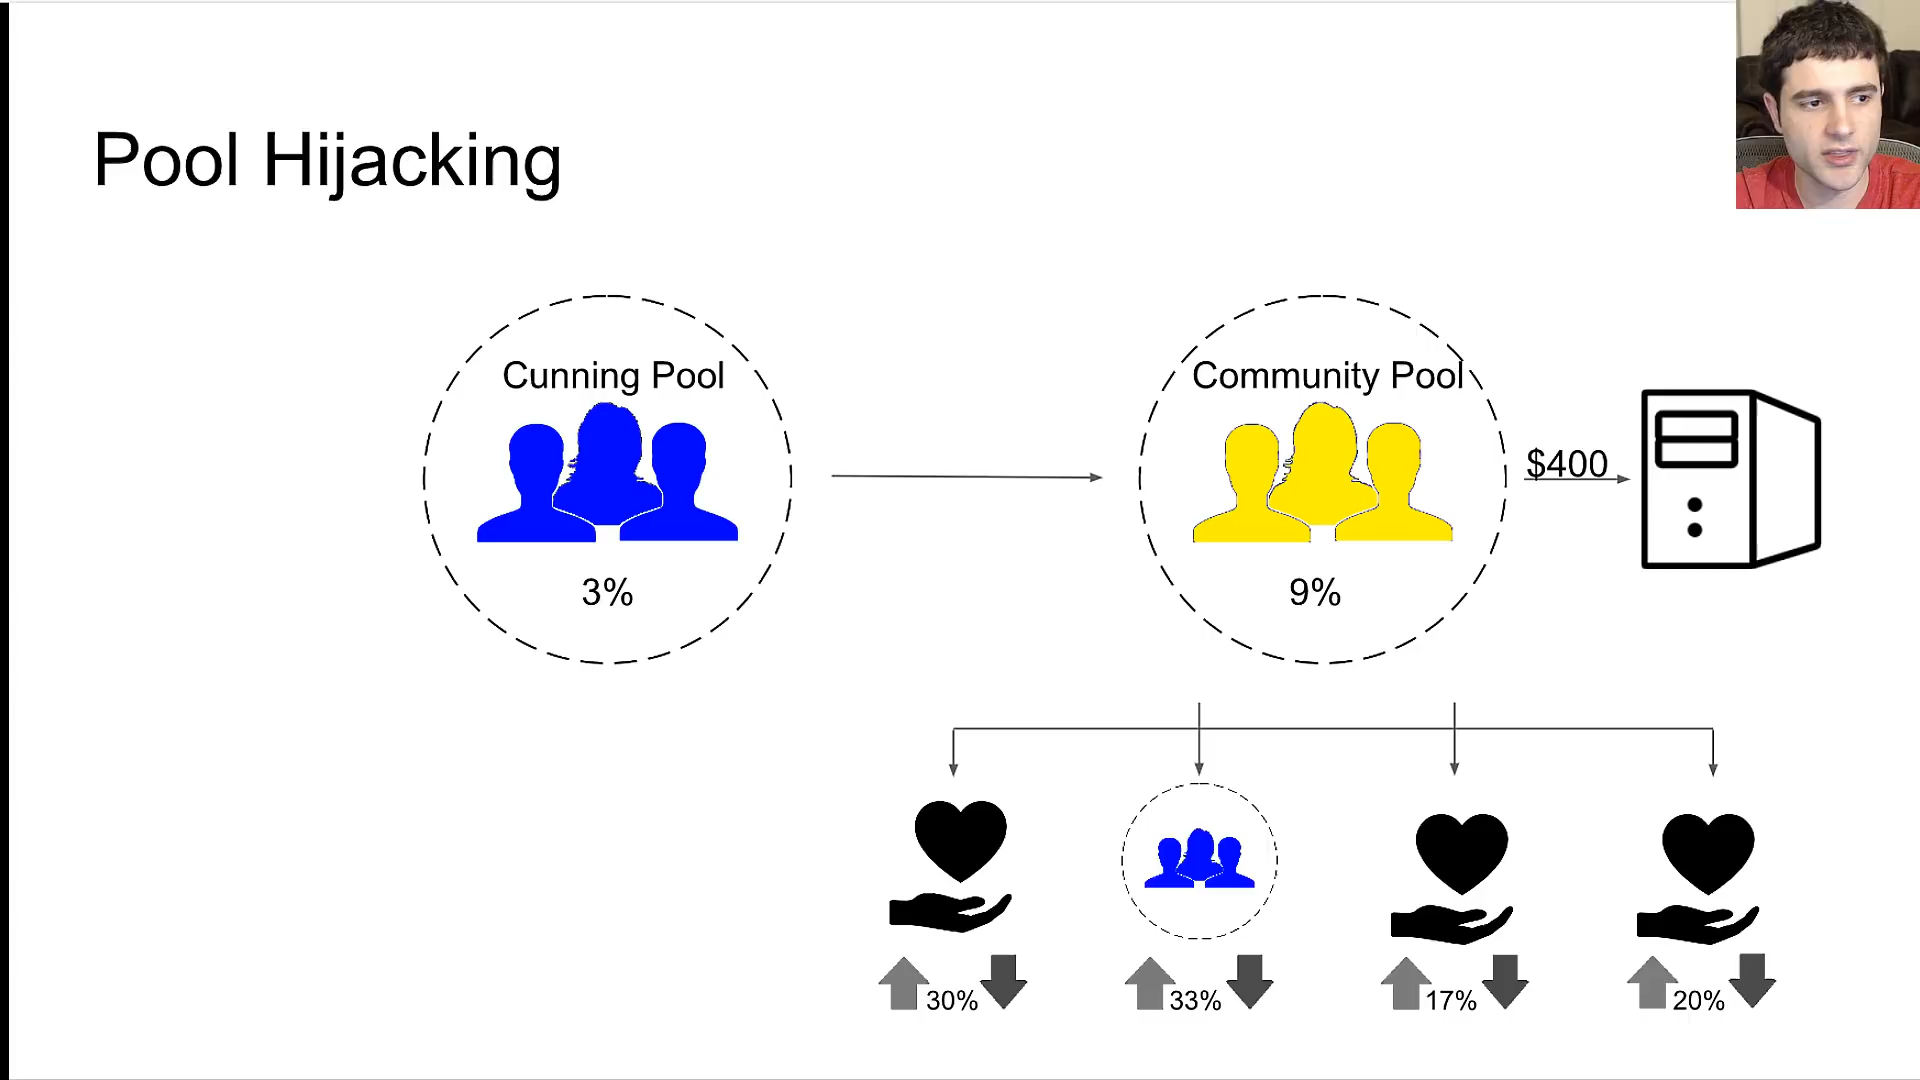 Pool Hijacking
Cunning Pool
Community Pool
$400
3%
9%
30%
33%
17%
20%